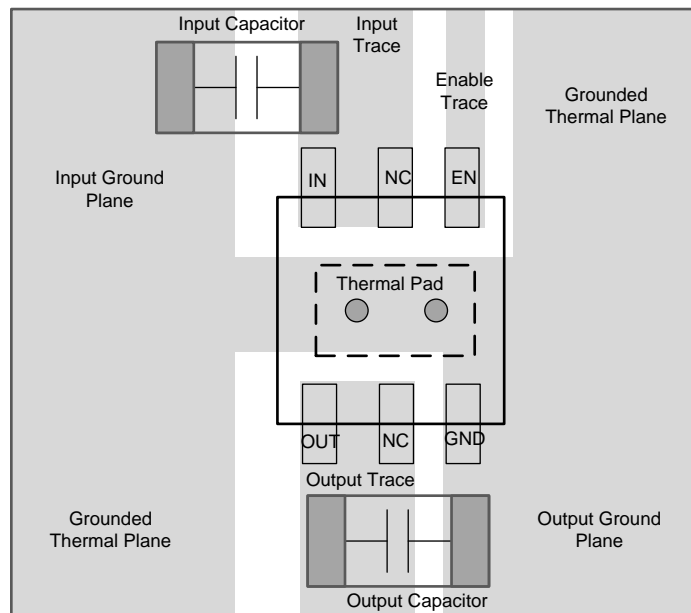 Input Capacitor
Input
Trace
Enable
Trace
Grounded
Thermal Plane
Input Ground
Plane
IN
NC
EN
Thermal Pad
OUT
NC
GND
Output Trace
Grounded
Thermal Plane
Output Ground
Plane
Output Capacitor